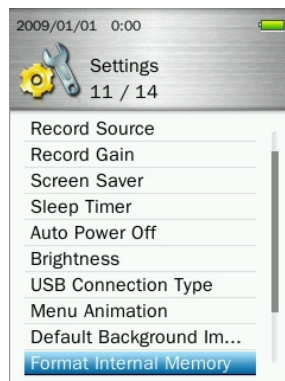 2009/01/01 0:00
Settings
11 / 14
Record Source
Record Gain
Screen Saver
Sleep Timer
Auto Power Off
Brightness
USB Connection Type
Menu Animation
Default Background Im...
Format Internal Memory